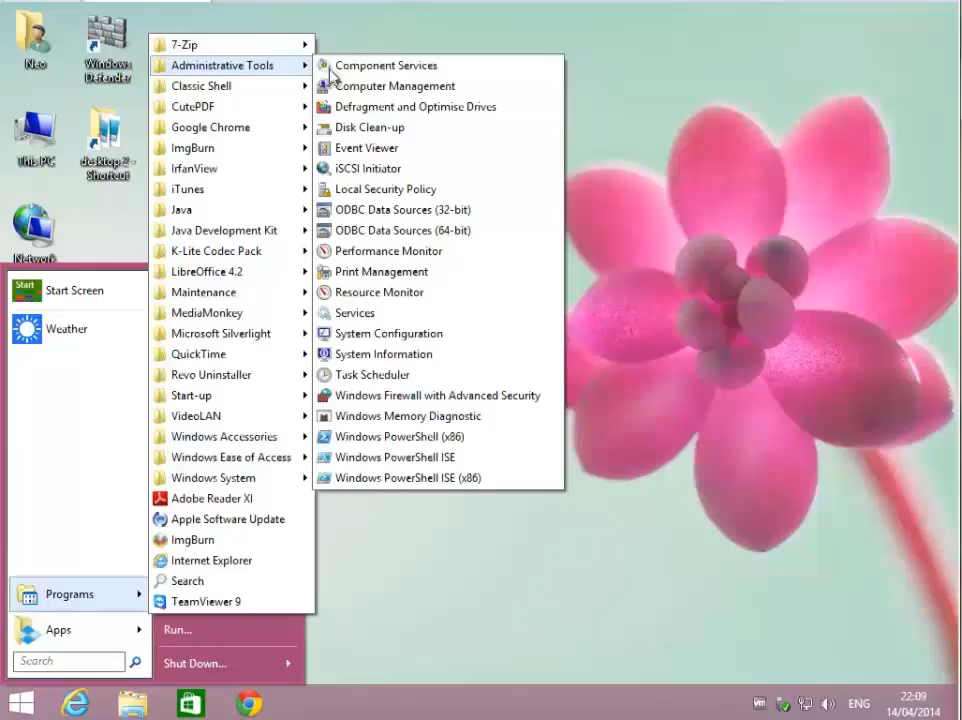 Neo
Windows
Defender
This PC
desktop2 -
Shortcut
Network
Start
Start Screen
Weather
Programs
Apps
Search
Run...
Shut Down...
7-Zip
Administrative Tools
Classic Shell
CutePDF
Google Chrome
ImgBurn
IrfanView
iTunes
Java
Java Development Kit
K-Lite Codec Pack
LibreOffice 4.2
Maintenance
MediaMonkey
Microsoft Silverlight
QuickTime
Revo Uninstaller
Start-up
VideoLAN
Windows Accessories
Windows Ease of Access
Windows System
Adobe Reader XI
Apple Software Update
ImgBurn
Internet Explorer
Search
TeamViewer 9
Component Services
Computer Management
Defragment and Optimise Drives
Disk Clean-up
Event Viewer
iSCSI Initiator
Local Security Policy
ODBC Data Sources (32-bit)
ODBC Data Sources (64-bit)
Performance Monitor
Print Management
Resource Monitor
Services
System Configuration
System Information
Task Scheduler
Windows Firewall with Advanced Security
Windows Memory Diagnostic
Windows PowerShell (x86)
Windows PowerShell ISE
Windows PowerShell ISE (x86)
vm
ENG
22:09
14/04/2014